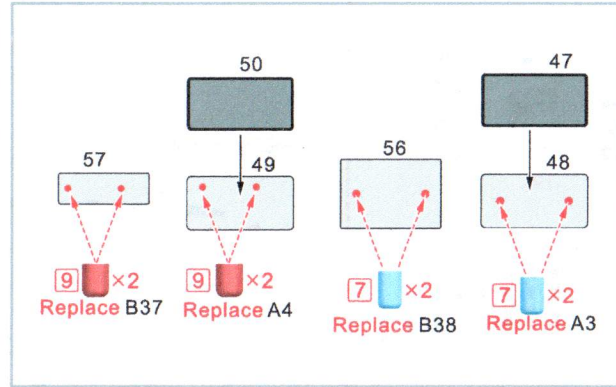 50
47
57
49
56
48
9 ×2
9 ×2
7 ×2
7 ×2
Replace B37
Replace A4
Replace B38
Replace A3